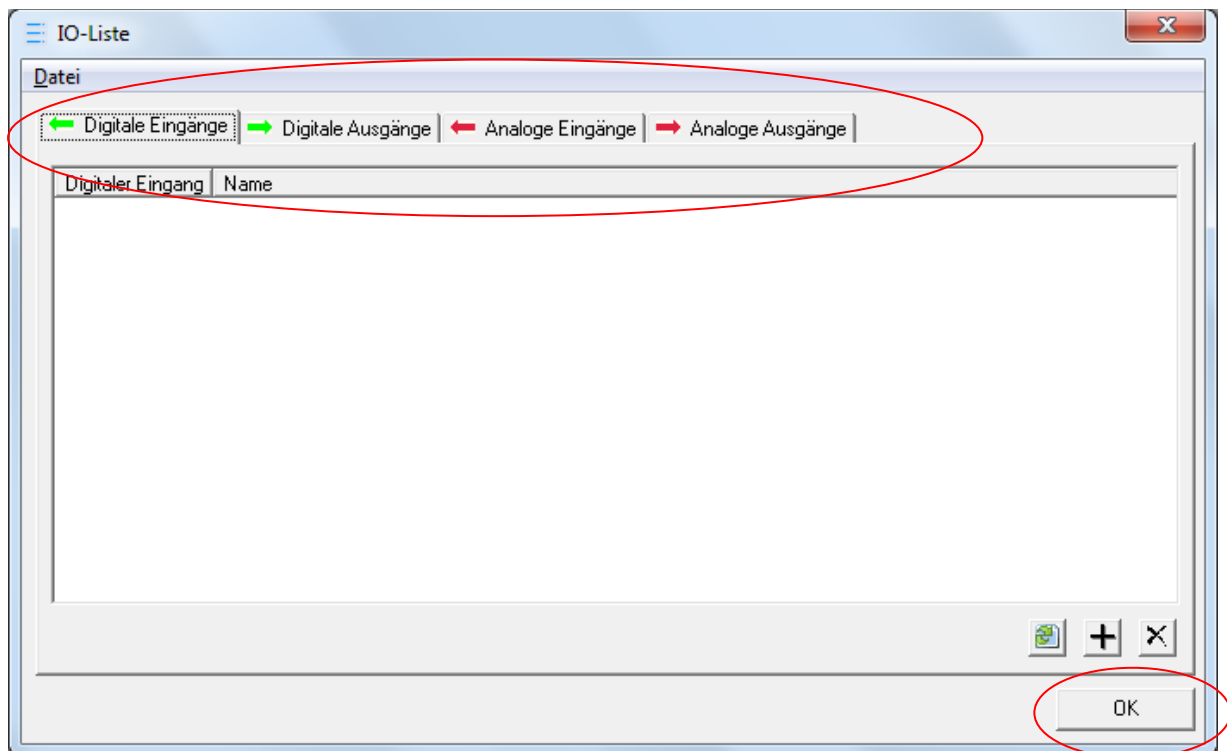 IO-Liste
Datei
Digitale Eingänge Digitale Ausgänge Analoge Eingänge Analoge Ausgänge
Digitaler Eingang Name
OK